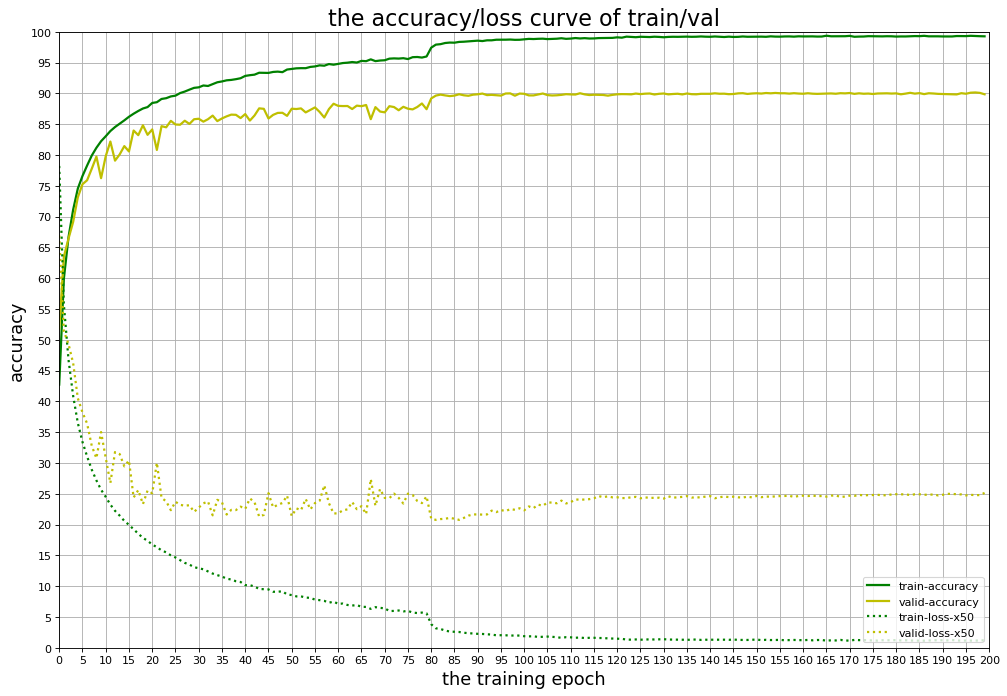 the accuracy/loss curve of train/val
100
95
90
85
80
75
70
65
60
55
50
45
40
35
30
25
20
15
10
5
0
accuracy
train-accuracy
valid-accuracy
train-loss-x50
valid-loss-x50
0 5 10 15 20 25 30 35 40 45 50 55 60 65 70 75 80 85 90 95 100 105 110 115 120 125 130 135 140 145 150 155 160 165 170 175 180 185 190 195 200
the training epoch